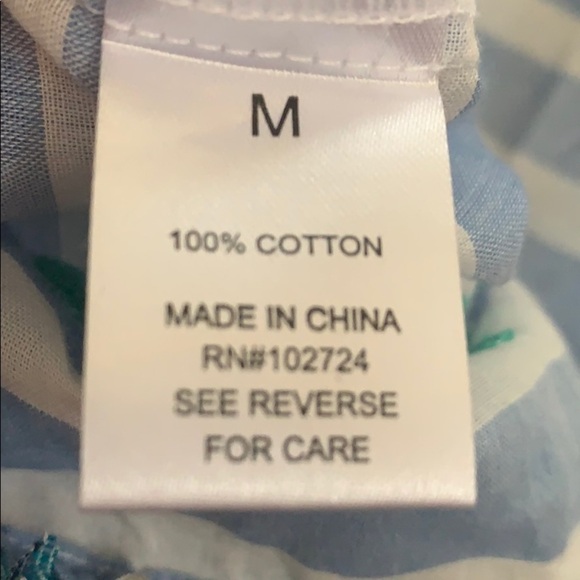 M
100% COTTON
MADE IN CHINA
RN#102724
SEE REVERSE
FOR CARE